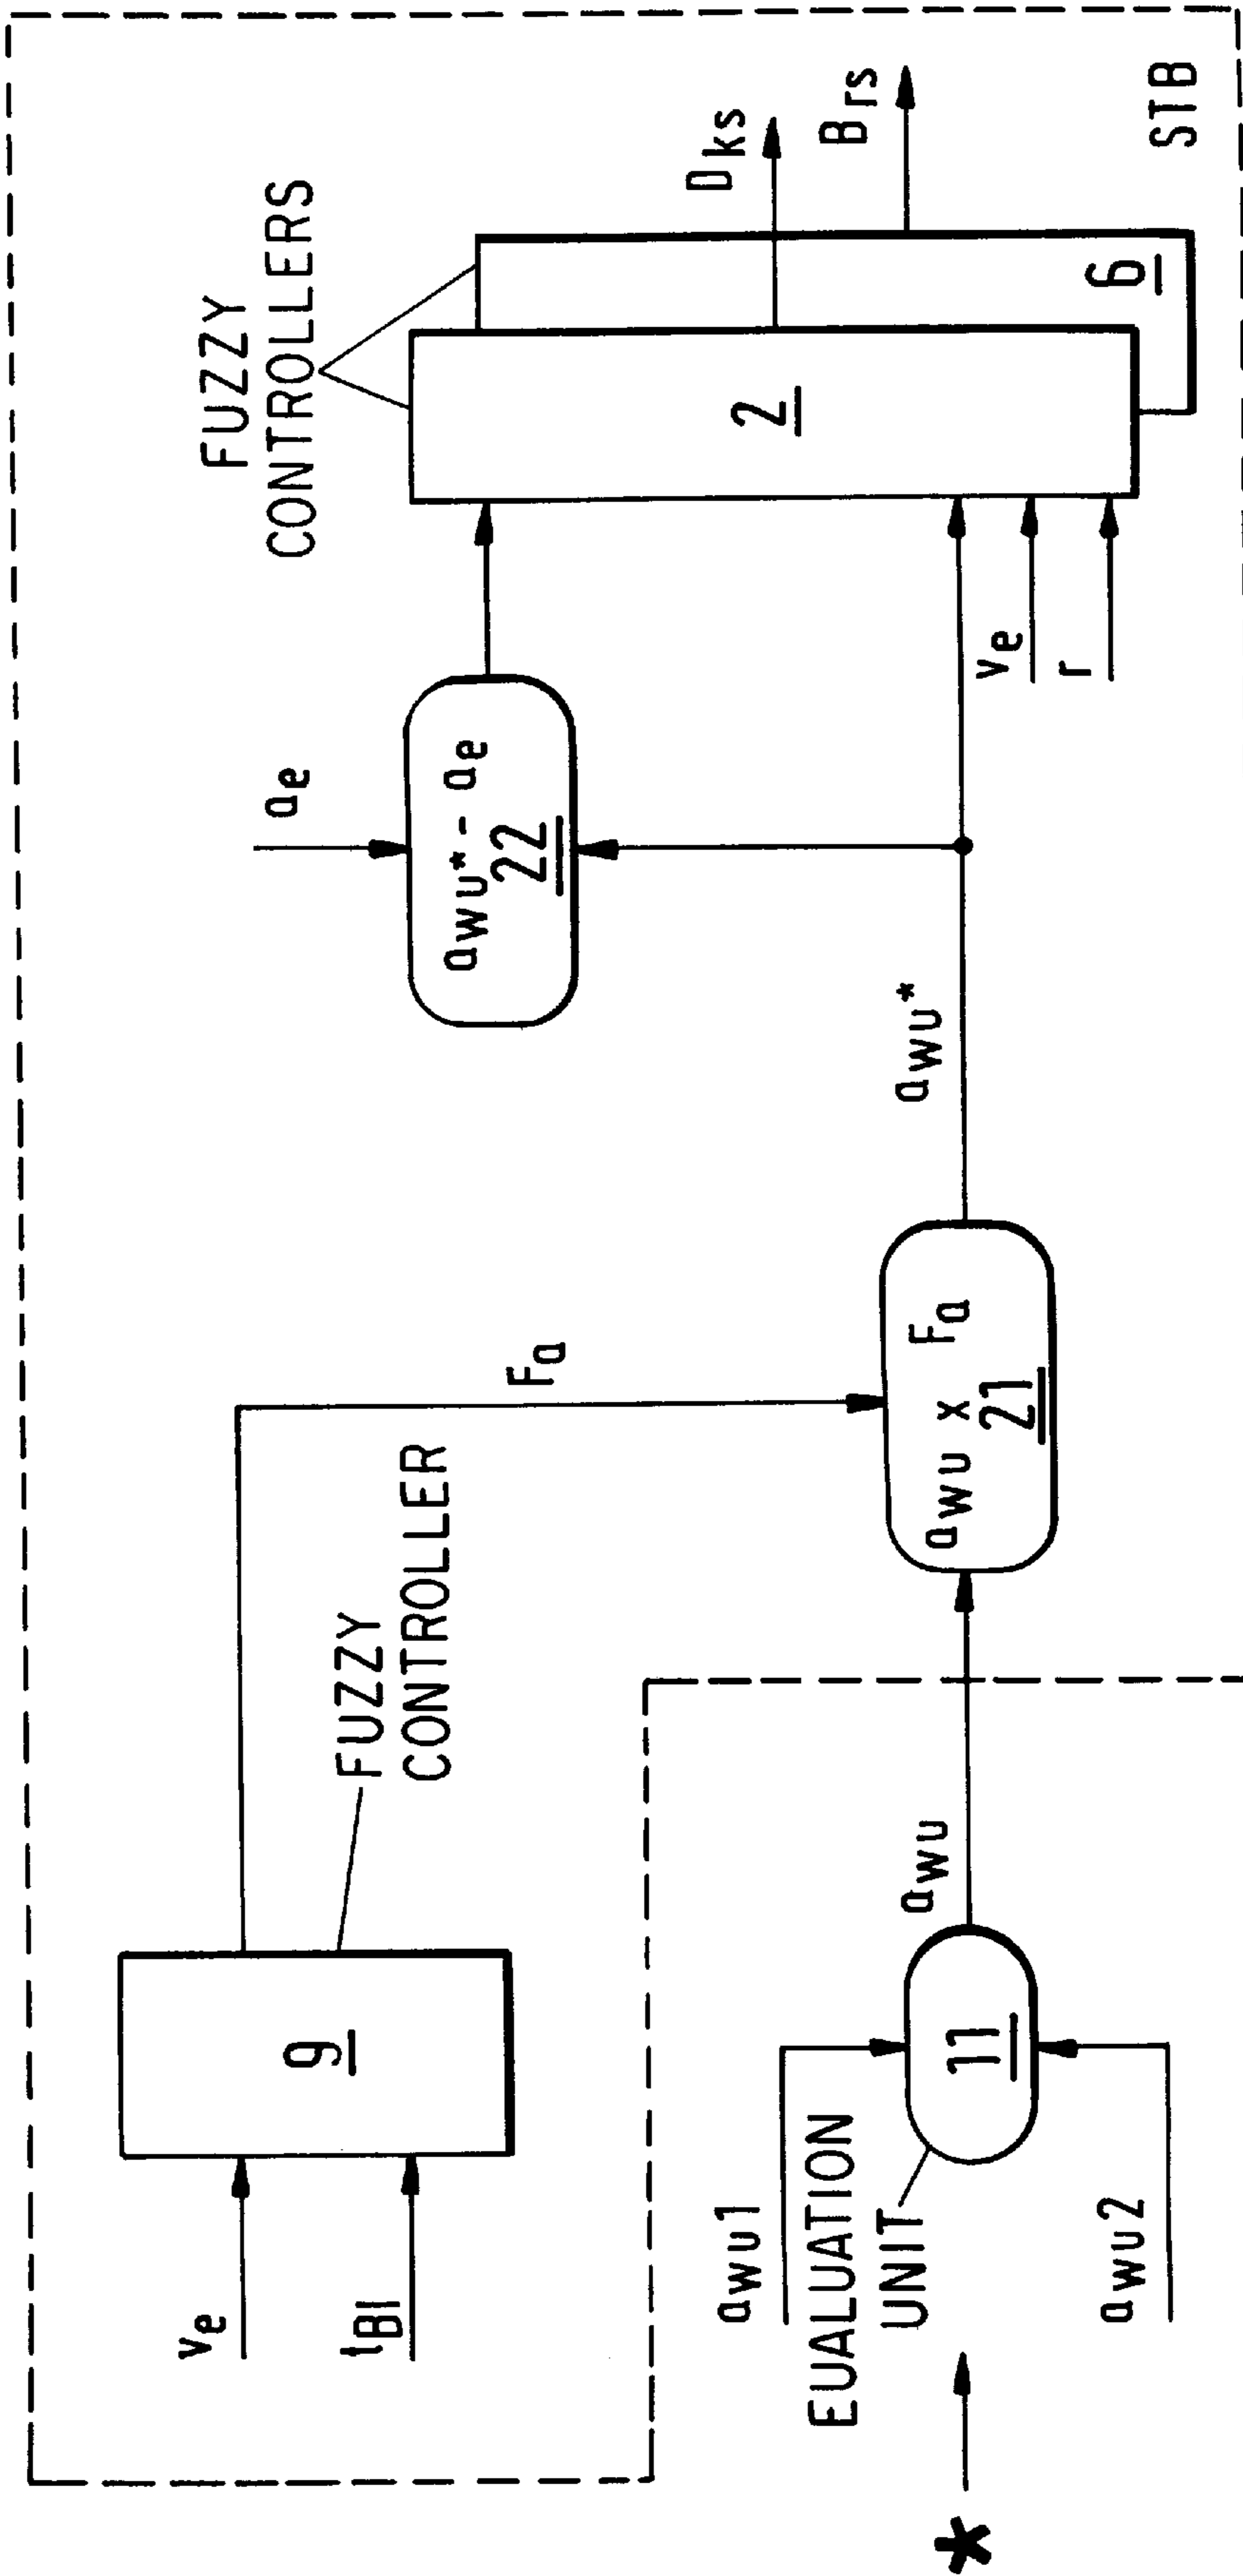 v_e
t_Bl
9
FUZZY
CONTROLLER
F_a
*
a_wu1
EUALUATION
UNIT
a_wu2
11
a_wu
a_wu x F_a
21
a_wu*
a_e
a_wu* - a_e
22
v_e
r
FUZZY
CONTROLLERS
2
6
D_ks
B_rs
STB